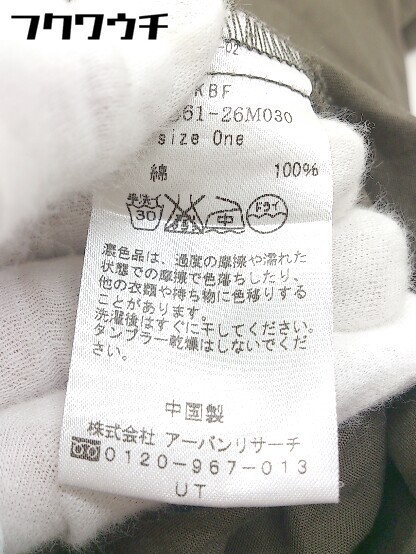 フクワウチ
-02
KBF
61-26M030
size One
綿 100%
手洗イ 30 中 ドライ
濃色品は、過度の摩擦や濡れた
状態での摩擦で色落ちしたり、
他の衣類や持ち物に色移りする
ことがあります。
洗濯後はすぐに干してください。
タンブラー乾燥はしないでくだ
さい。
中国製
株式会社 アーバンリサーチ
0120-967-013
UT